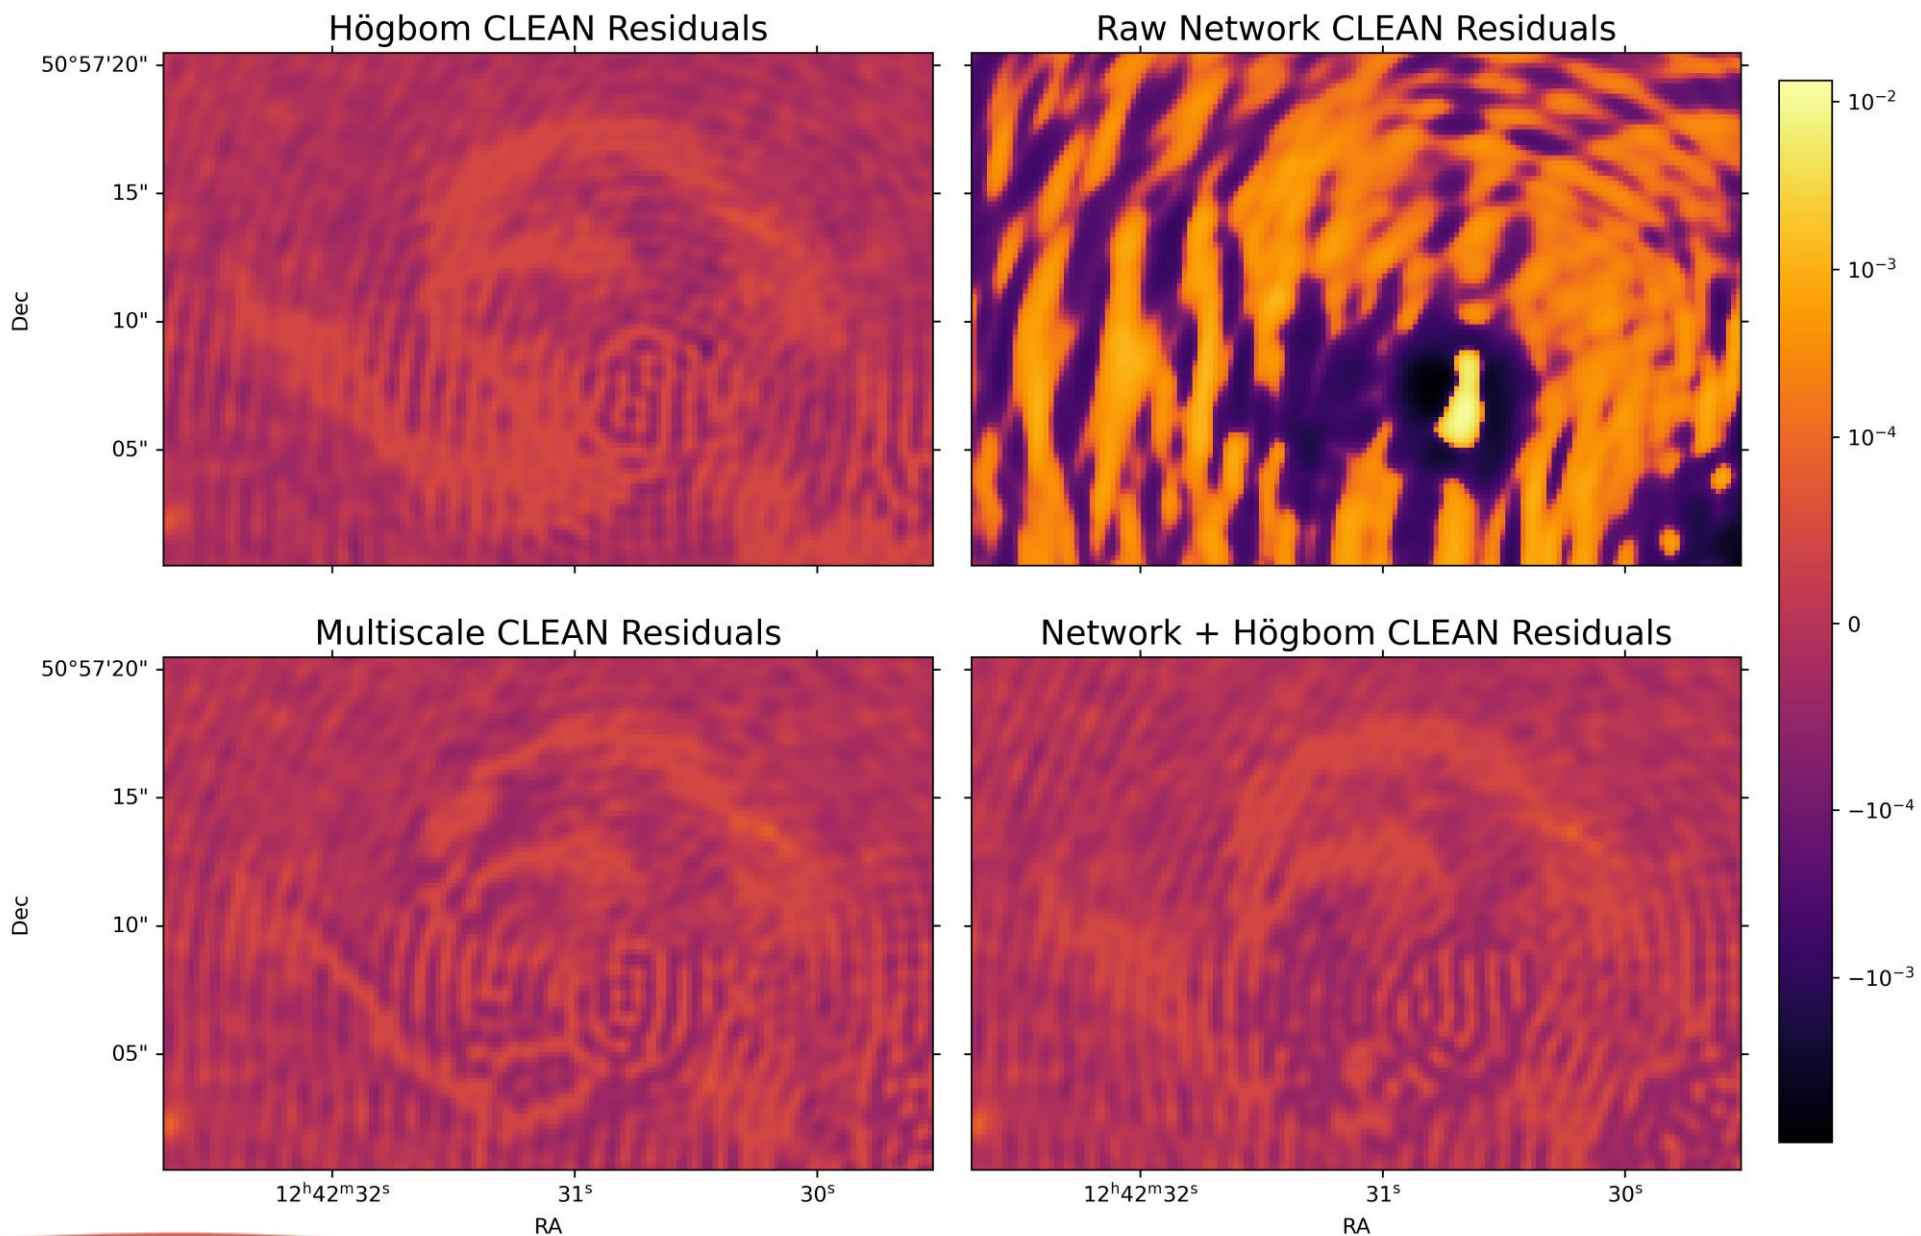 Högbom CLEAN Residuals
Raw Network CLEAN Residuals
50°57'20"
15"
10"
05"
Dec
10⁻²
10⁻³
10⁻⁴
0
−10⁻⁴
−10⁻³
Multiscale CLEAN Residuals
Network + Högbom CLEAN Residuals
50°57'20"
15"
10"
05"
Dec
12ʰ42ᵐ32ˢ
31ˢ
30ˢ
12ʰ42ᵐ32ˢ
31ˢ
30ˢ
RA
RA